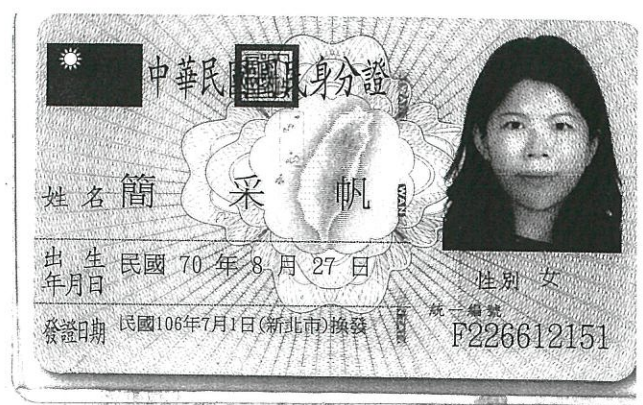 中華民國國民身分證
姓名 簡采帆
出生年月日 民國 70 年 8 月 27 日
性別 女
發證日期 民國106年7月1日(新北市)換發
統一編號
F226612151